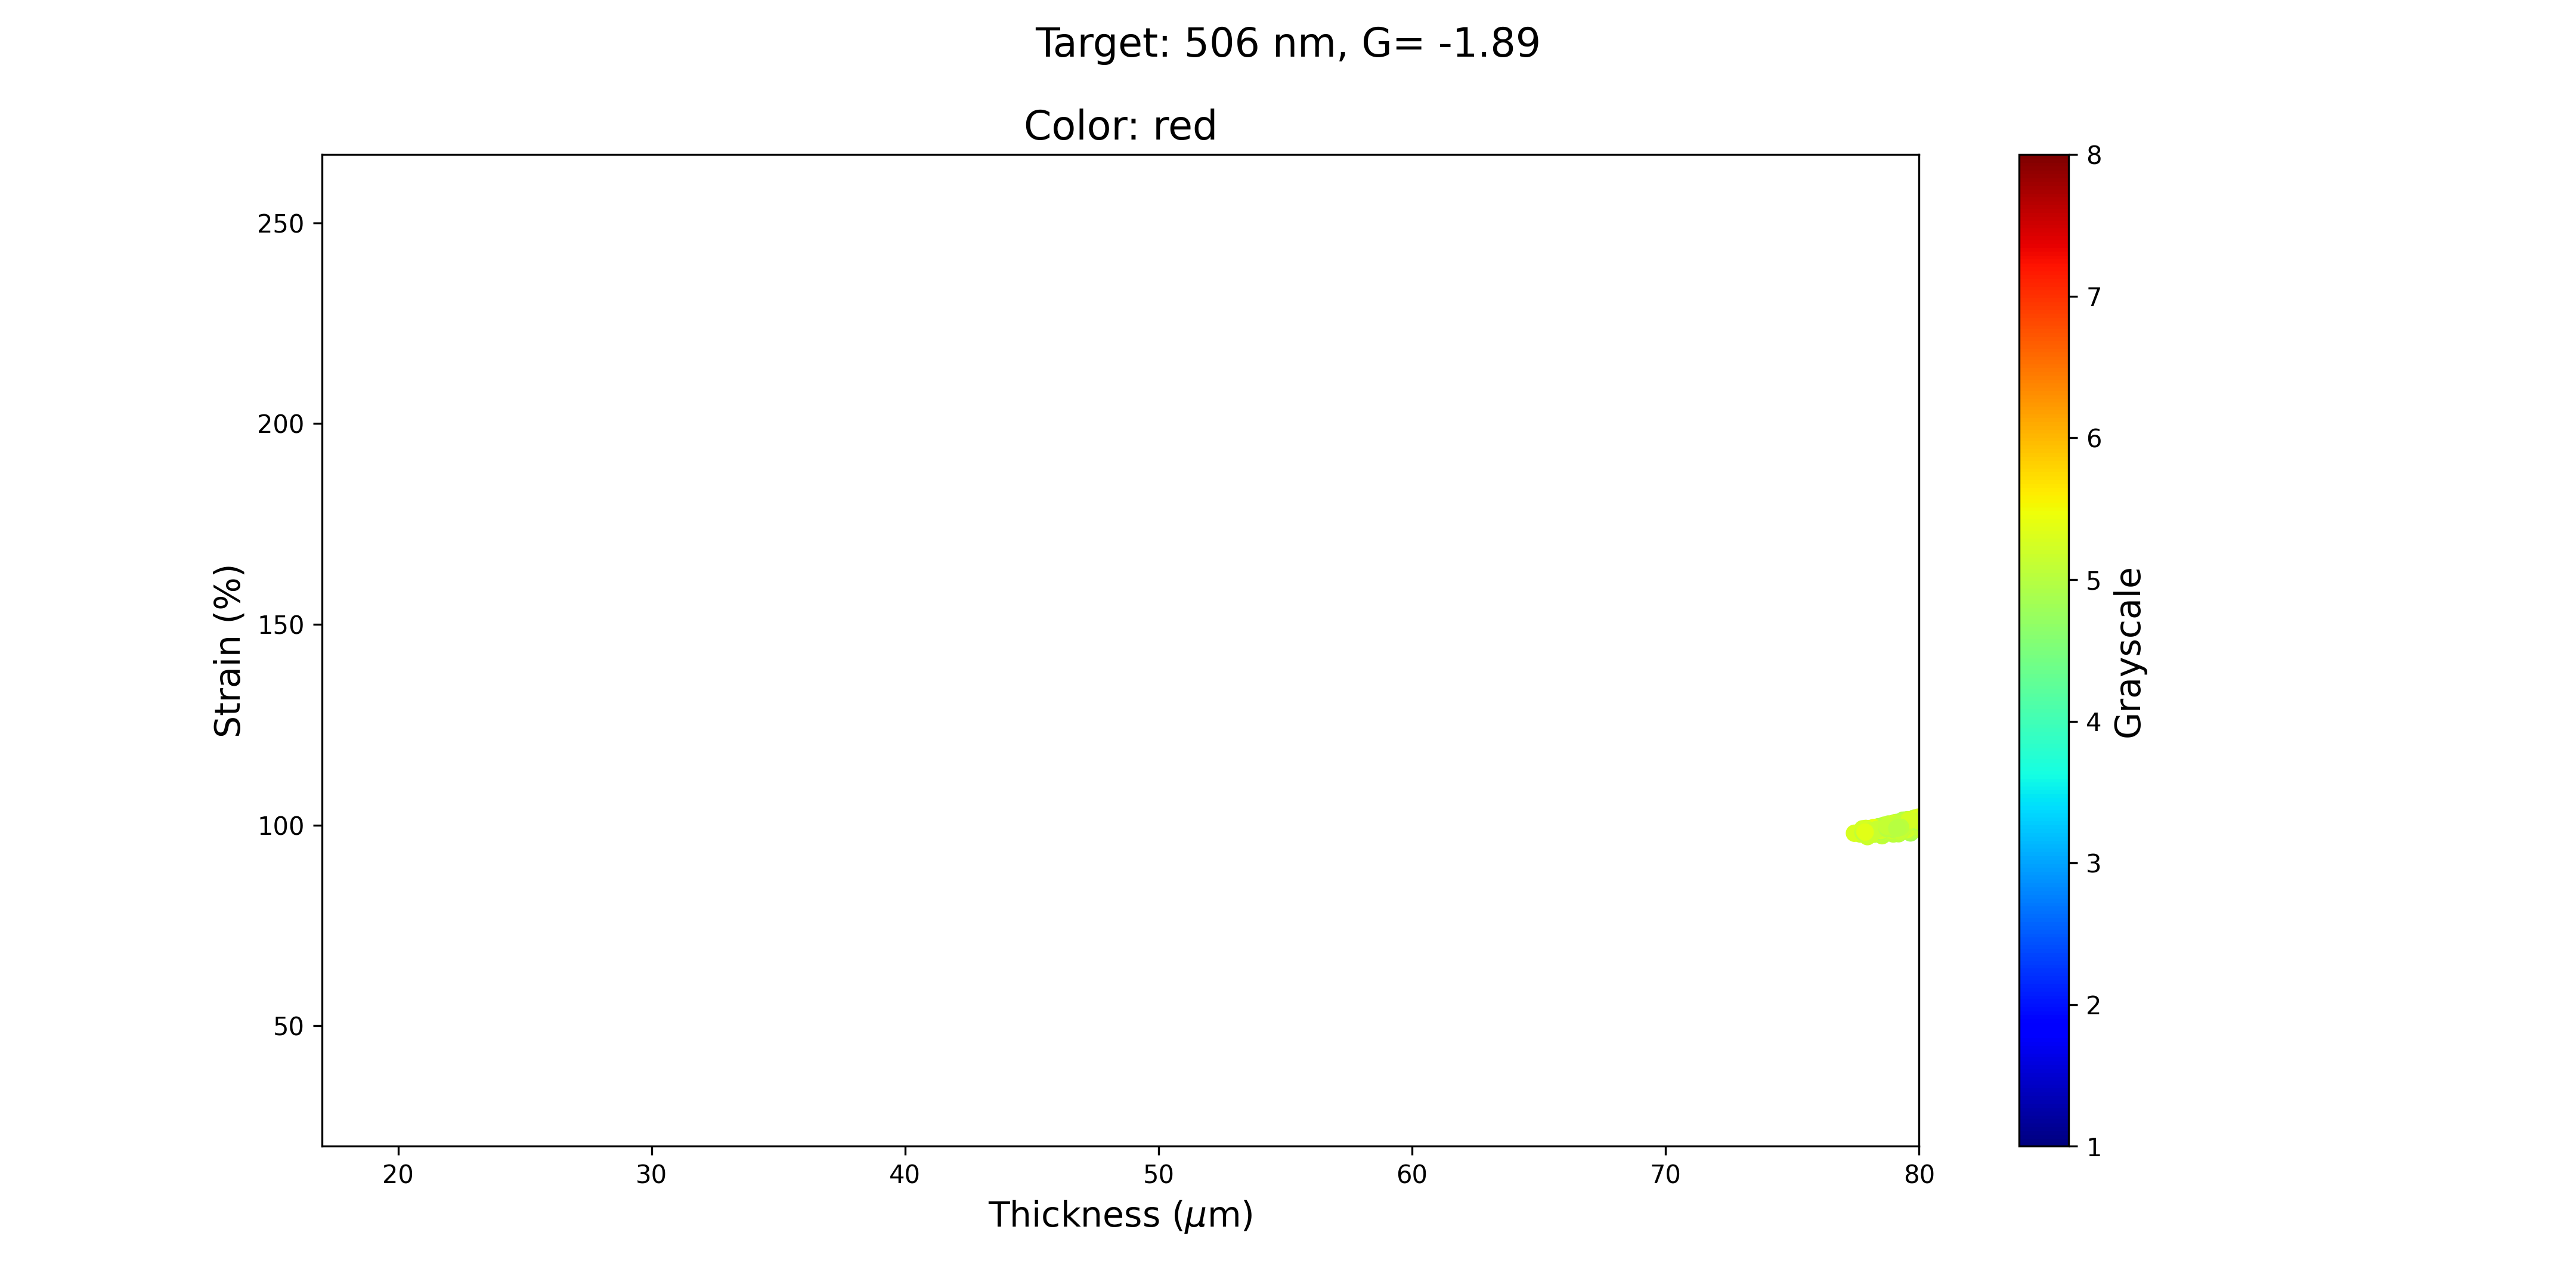 Target: 506 nm, G= -1.89
Color: red
250
200
150
100
50
Strain (%)
20 30 40 50 60 70 80
Thickness (μm)
8
7
6
5
4
3
2
1
Grayscale